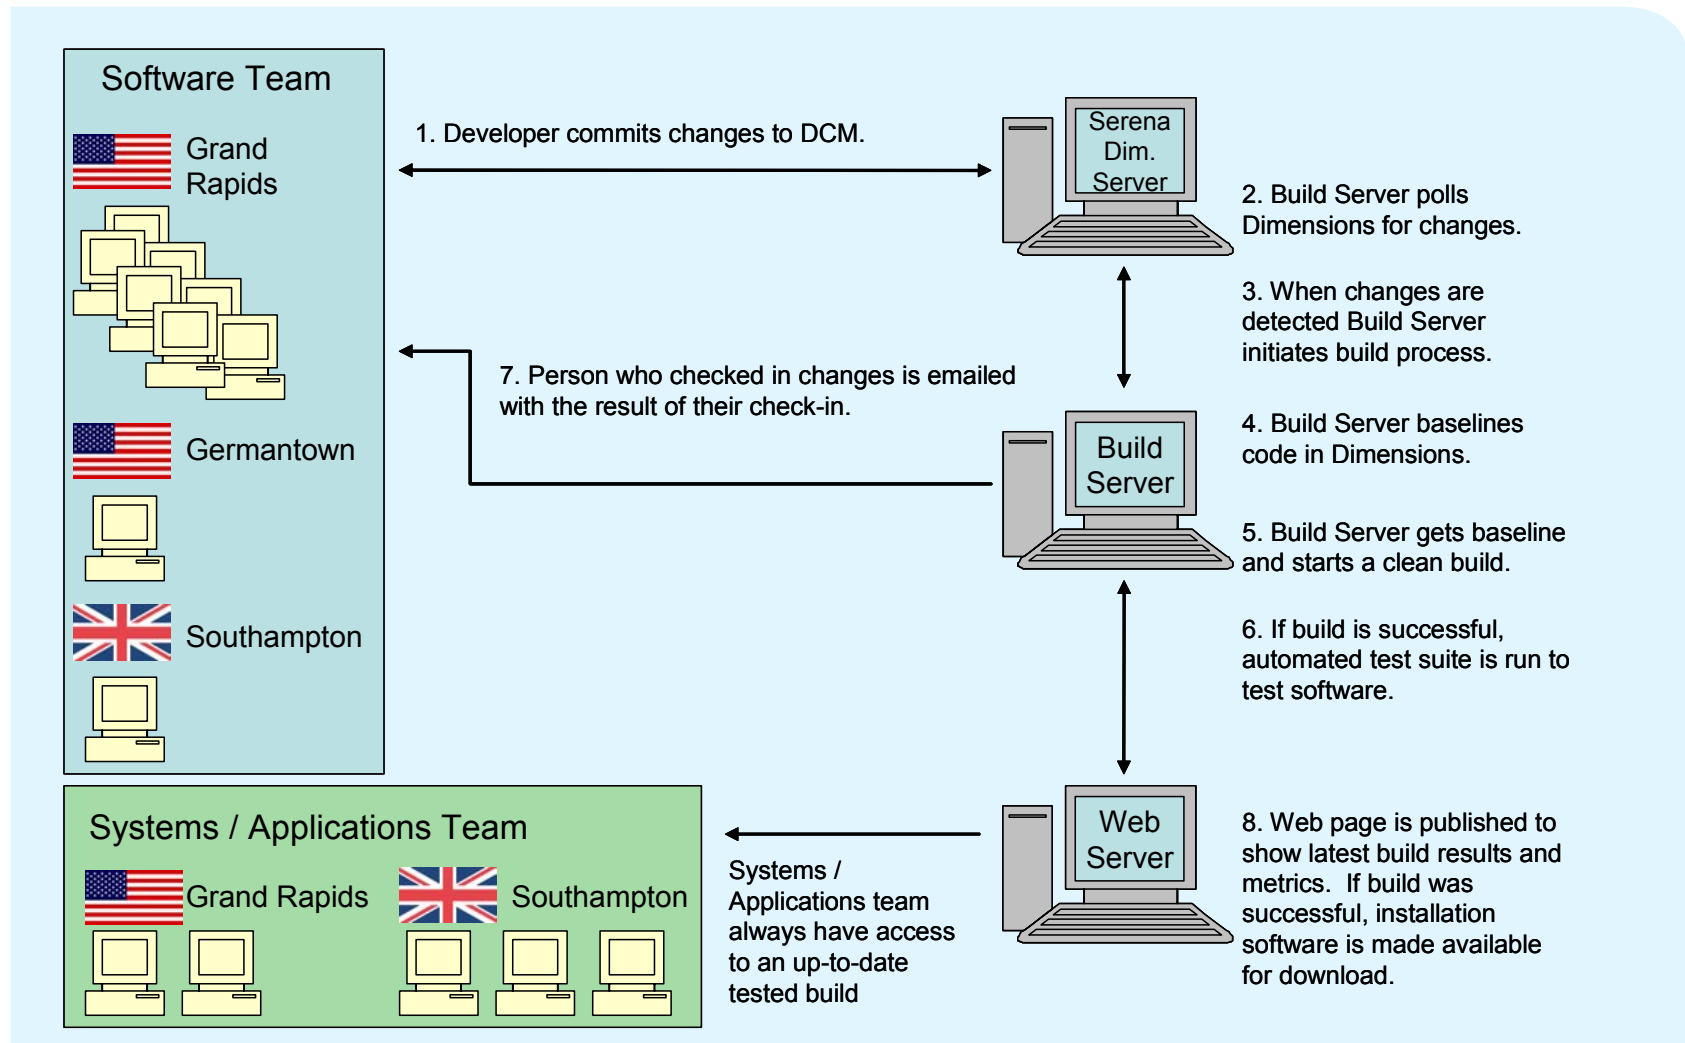 Software Team
Grand
Rapids
Germantown
Southampton
1. Developer commits changes to DCM.
Serena
Dim.
Server
2. Build Server polls
Dimensions for changes.
3. When changes are
detected Build Server
initiates build process.
7. Person who checked in changes is emailed
with the result of their check-in.
Build
Server
4. Build Server baselines
code in Dimensions.
5. Build Server gets baseline
and starts a clean build.
6. If build is successful,
automated test suite is run to
test software.
Systems / Applications Team
Grand Rapids
Southampton
Systems /
Applications team
always have access
to an up-to-date
tested build
Web
Server
8. Web page is published to
show latest build results and
metrics.  If build was
successful, installation
software is made available
for download.